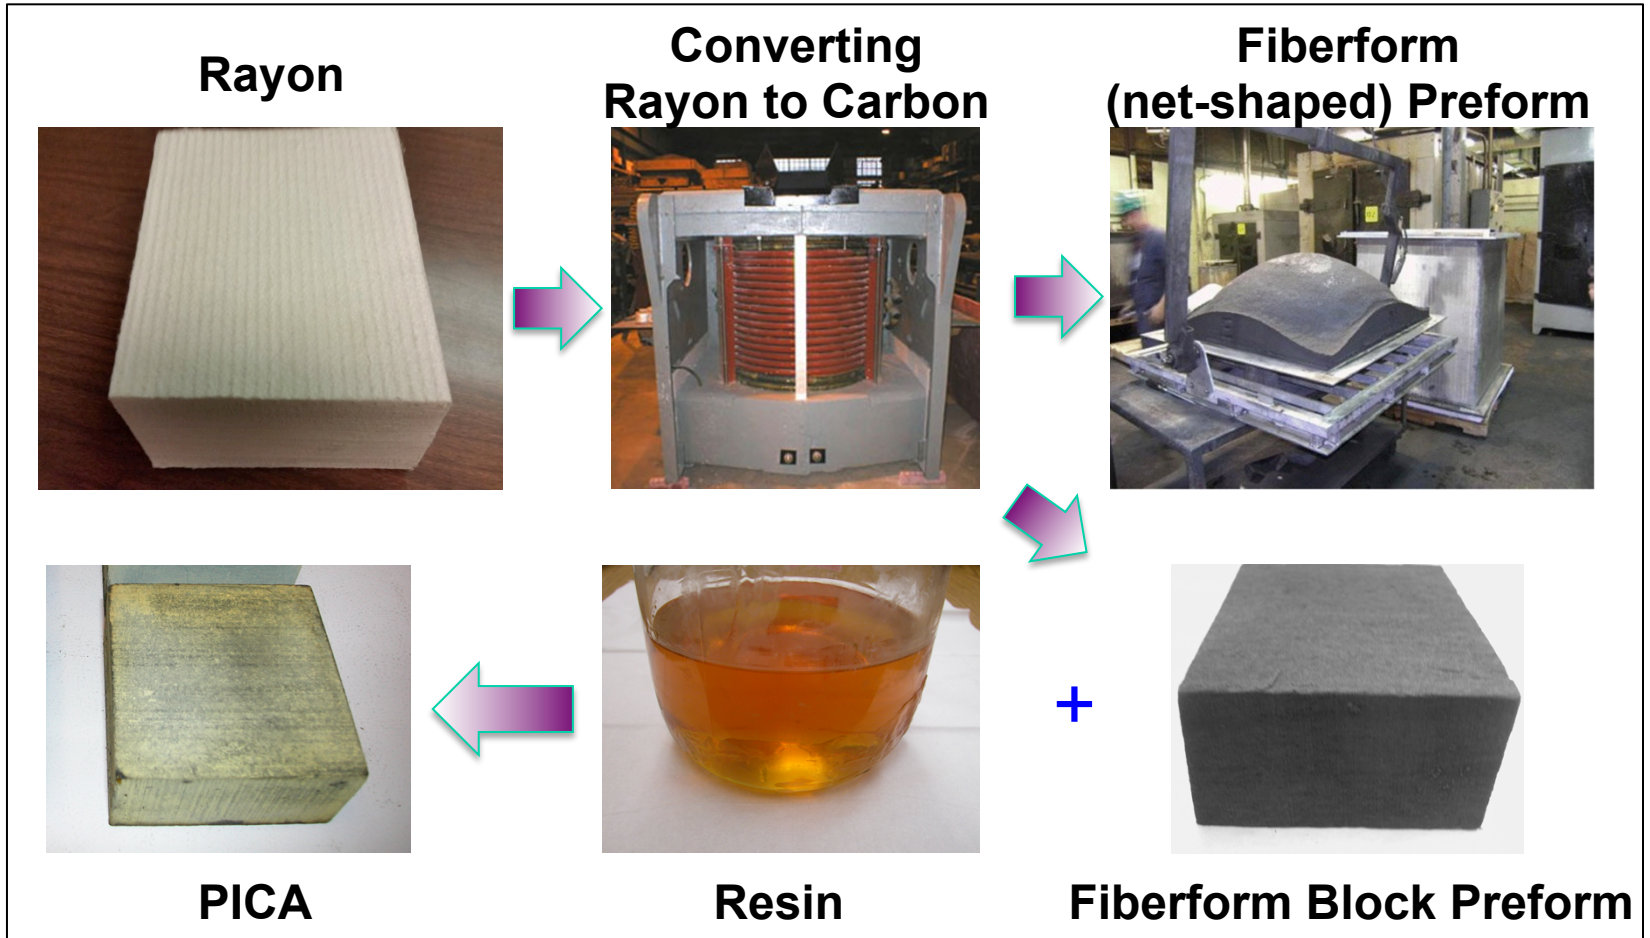 Rayon
Converting
Rayon to Carbon
Fiberform
(net-shaped) Preform
+
PICA
Resin
Fiberform Block Preform